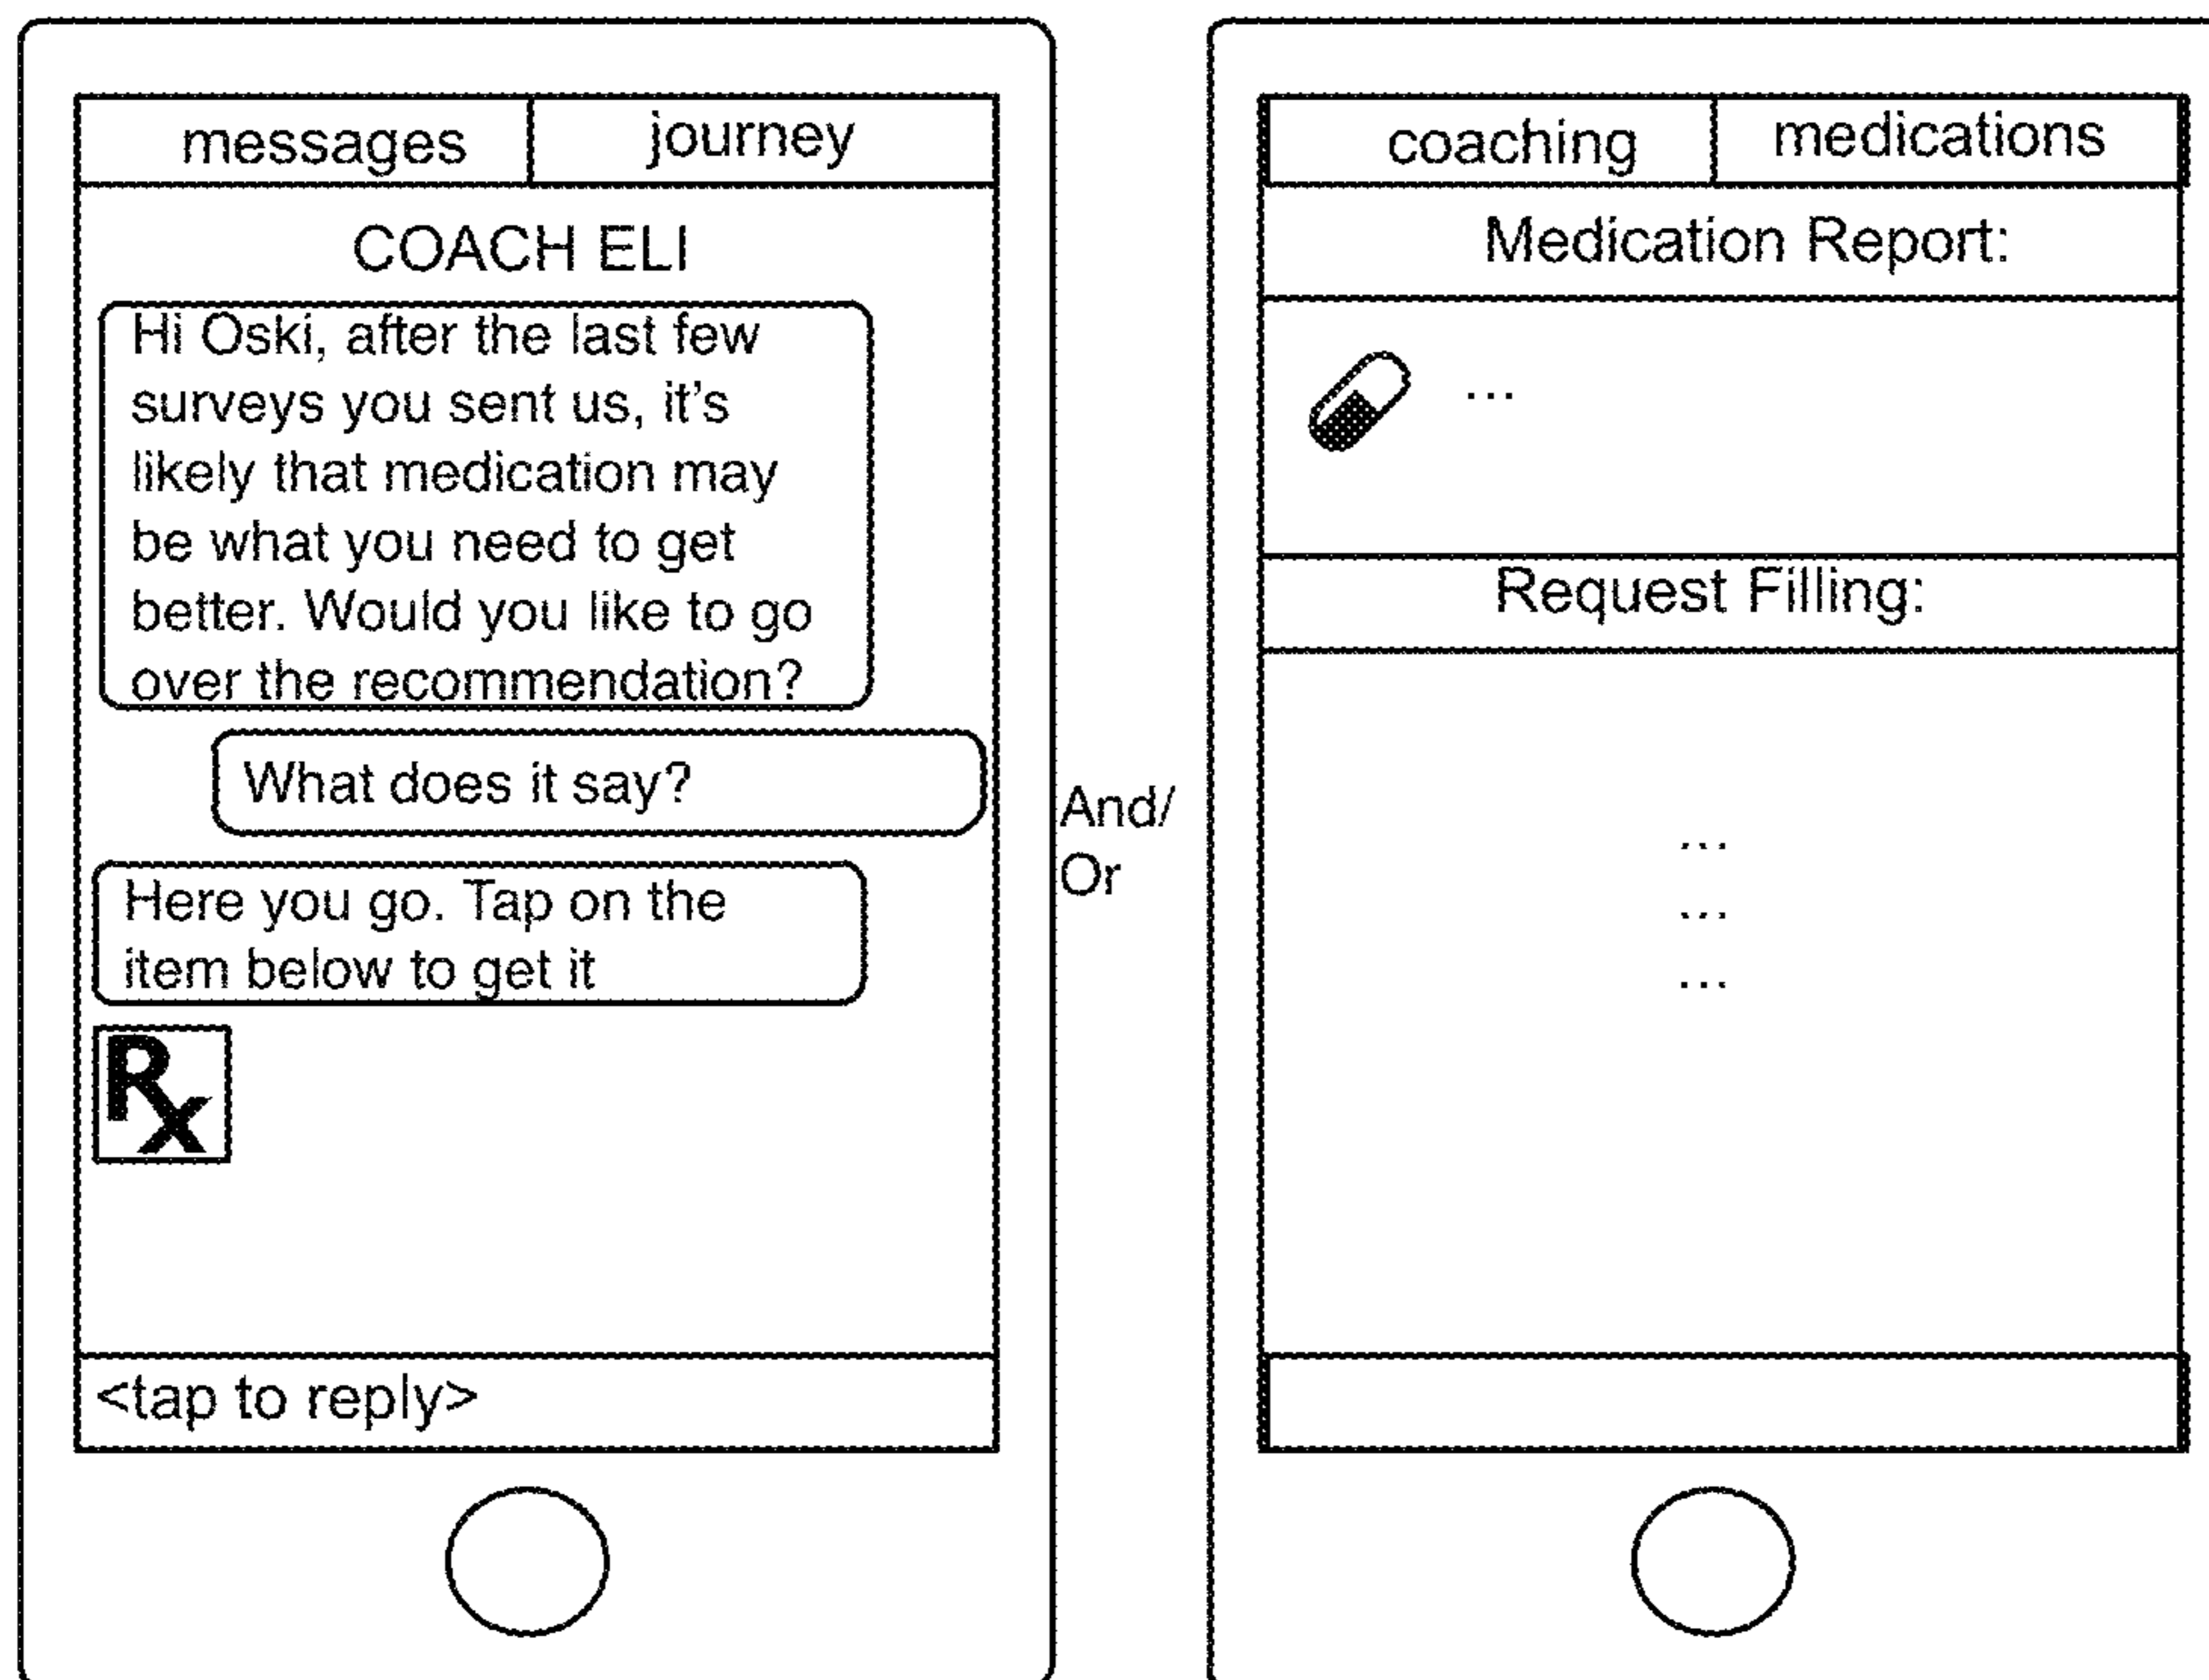 messages
journey
COACH ELI
Hi Oski, after the last few
surveys you sent us, it's
likely that medication may
be what you need to get
better. Would you like to go
over the recommendation?
What does it say?
Here you go. Tap on the
item below to get it
Rx
<tap to reply>
And/
Or
coaching
medications
Medication Report:
...
Request Filling:
...
...
...